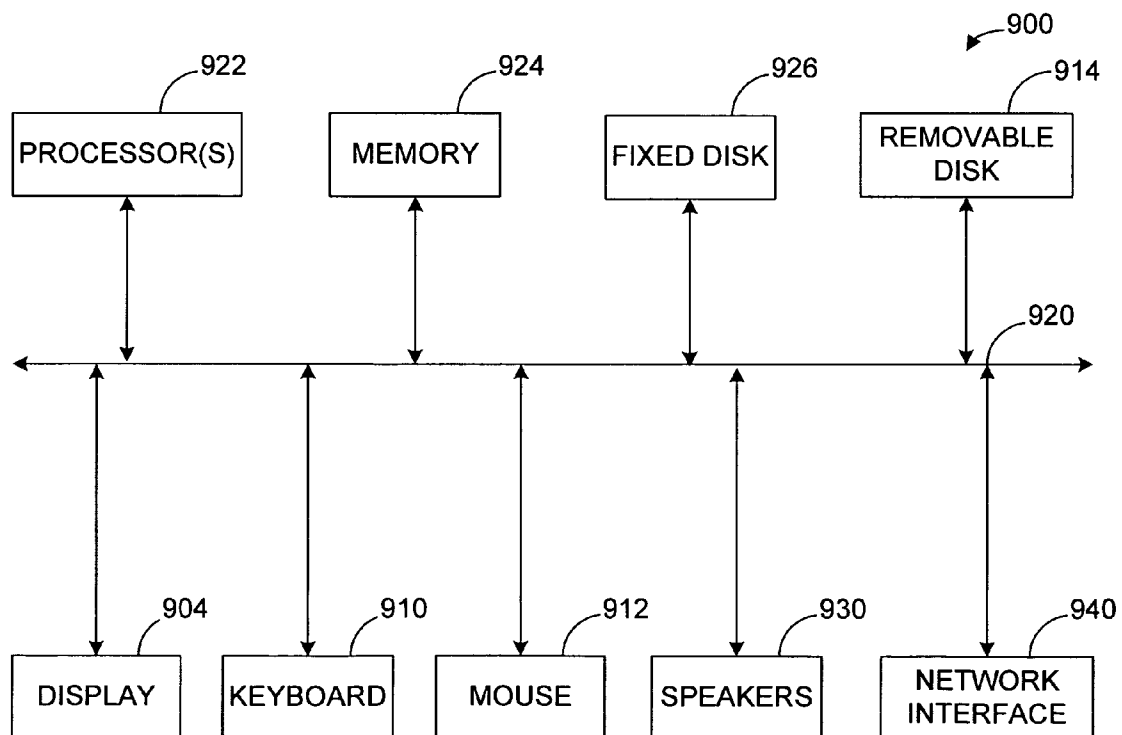 900
922
924
926
914
PROCESSOR(S)
MEMORY
FIXED DISK
REMOVABLE
DISK
920
904
910
912
930
940
DISPLAY
KEYBOARD
MOUSE
SPEAKERS
NETWORK
INTERFACE